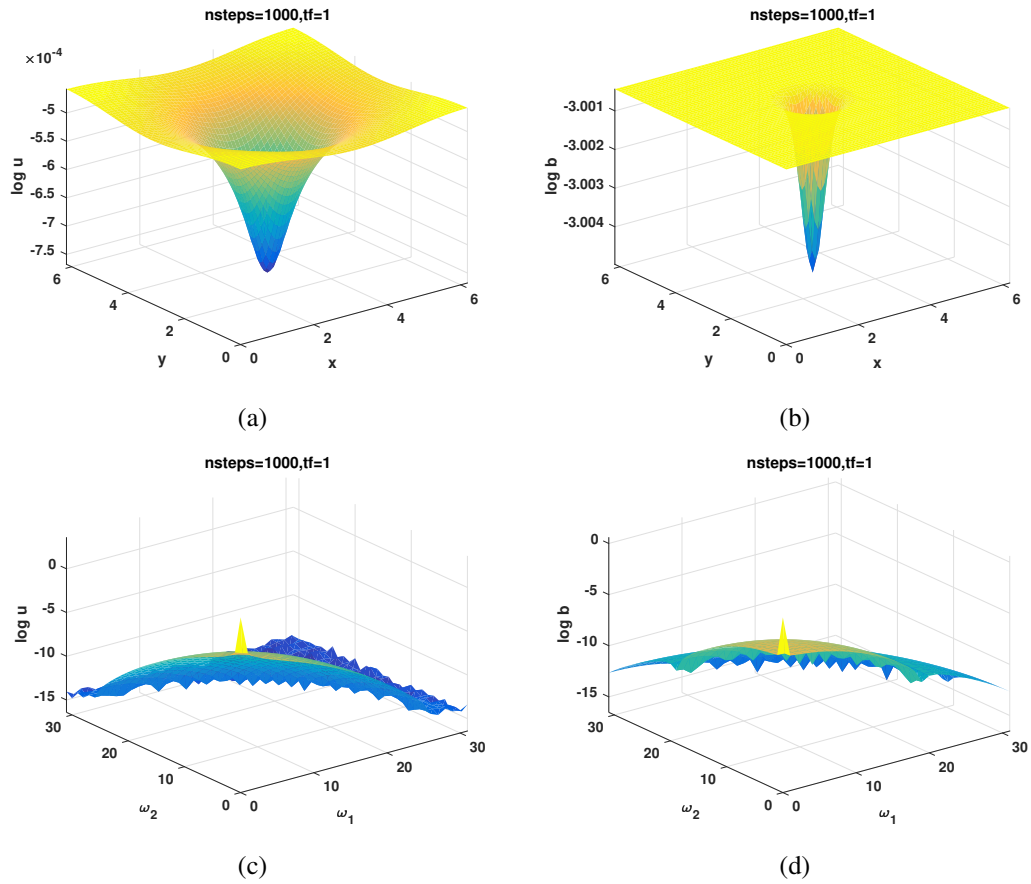 nsteps=1000,tf=1
×10⁻⁴
-5
-5.5
-6
-6.5
-7
-7.5
log u
6
4
2
0
y
0
2
4
6
x
(a)
nsteps=1000,tf=1
-3.001
-3.002
-3.003
-3.004
log b
6
4
2
0
y
0
2
4
6
x
(b)
nsteps=1000,tf=1
0
-5
-10
-15
log u
30
20
10
0
ω₂
0
10
20
30
ω₁
(c)
nsteps=1000,tf=1
0
-5
-10
-15
log b
30
20
10
0
ω₂
0
10
20
30
ω₁
(d)